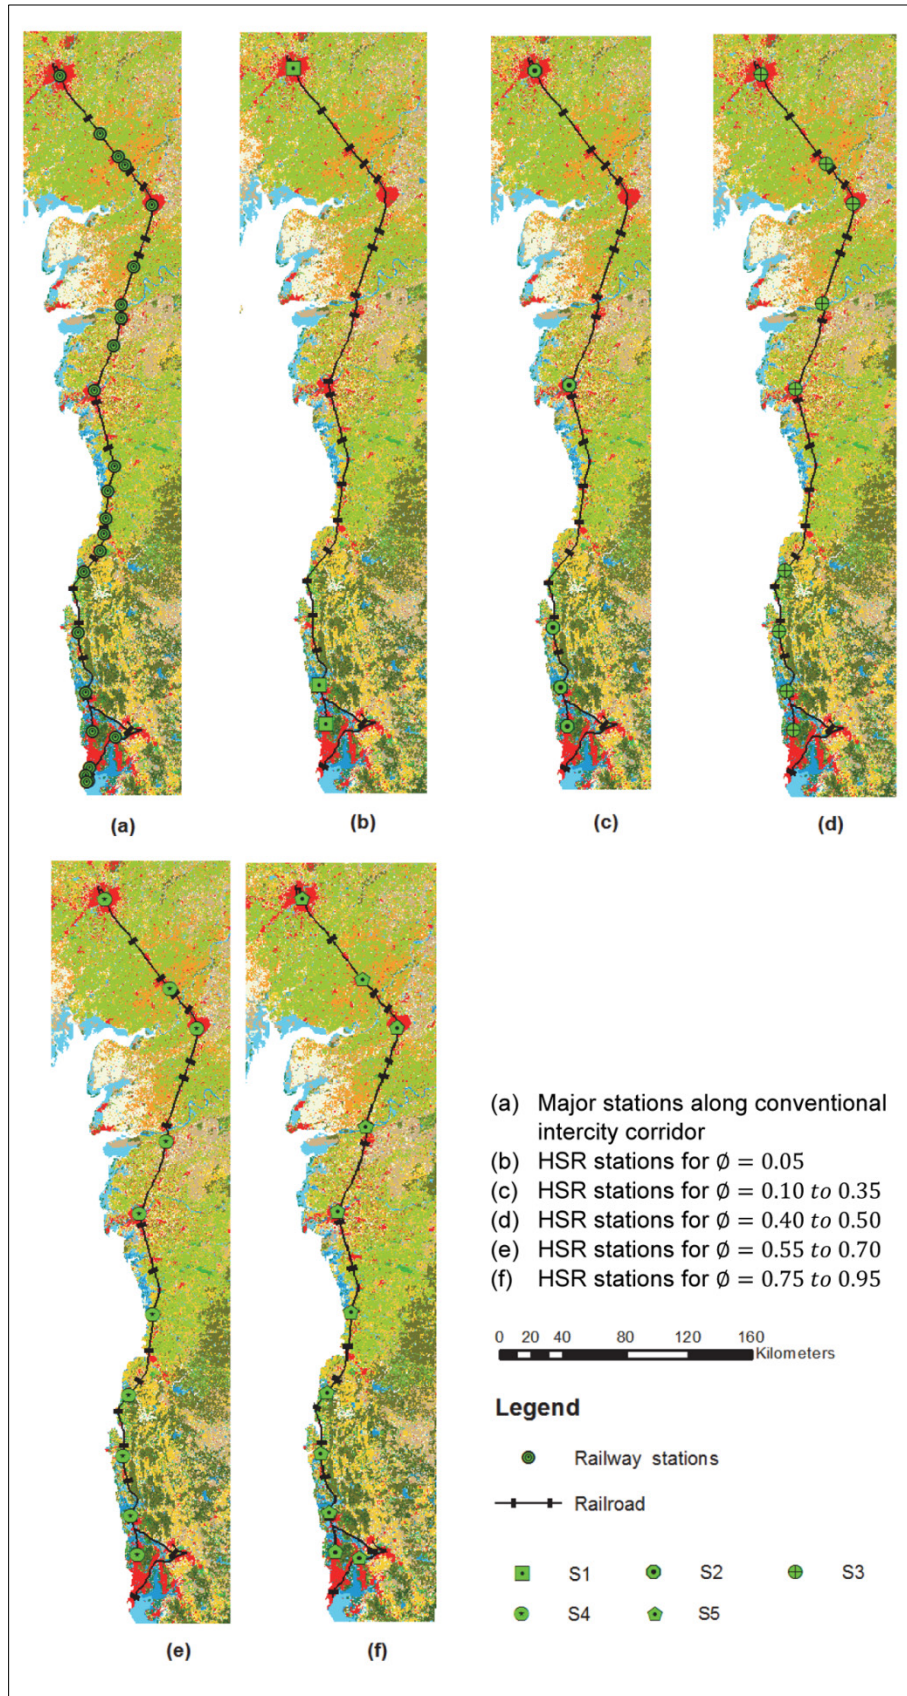 (a)
(b)
(c)
(d)
(e)
(f)
(a) Major stations along conventional
intercity corridor
(b) HSR stations for ∅ = 0.05
(c) HSR stations for ∅ = 0.10 to 0.35
(d) HSR stations for ∅ = 0.40 to 0.50
(e) HSR stations for ∅ = 0.55 to 0.70
(f) HSR stations for ∅ = 0.75 to 0.95
0 20 40 80 120 160
Kilometers
Legend
Railway stations
Railroad
S1 S2 S3
S4 S5